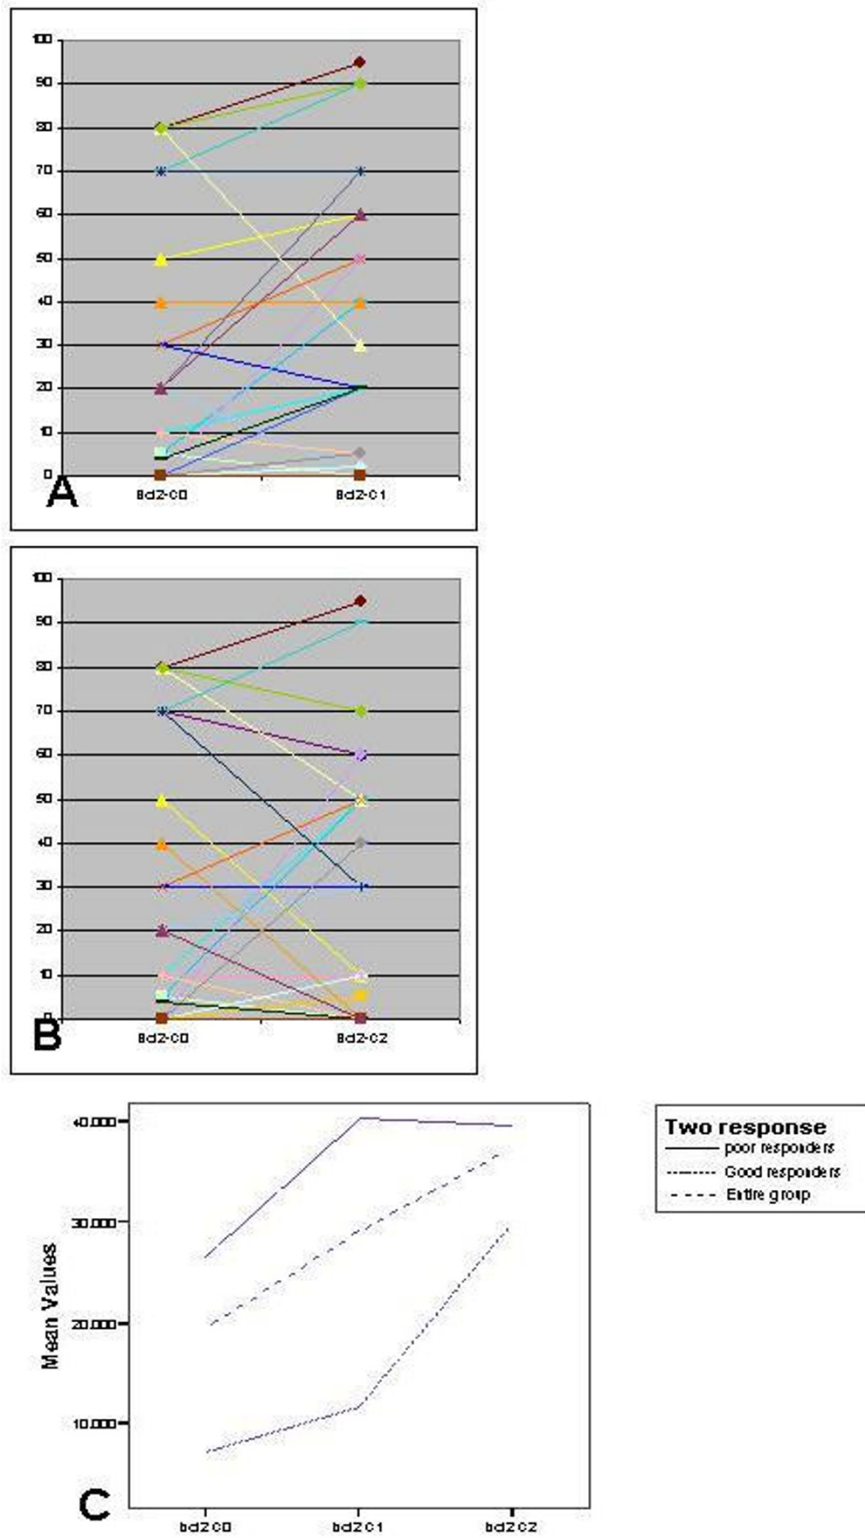 100
90
80
70
60
50
40
30
20
10
0
A
Bcl2-C0 Bcl2-C1
100
90
80
70
60
50
40
30
20
10
0
B
Bcl2-C0 Bcl2-C2
40.000
30.000
20.000
10.000
Mean Values
C
bcl2C0 bcl2C1 bcl2C2
Two response
poor responders
Good responders
Entire group